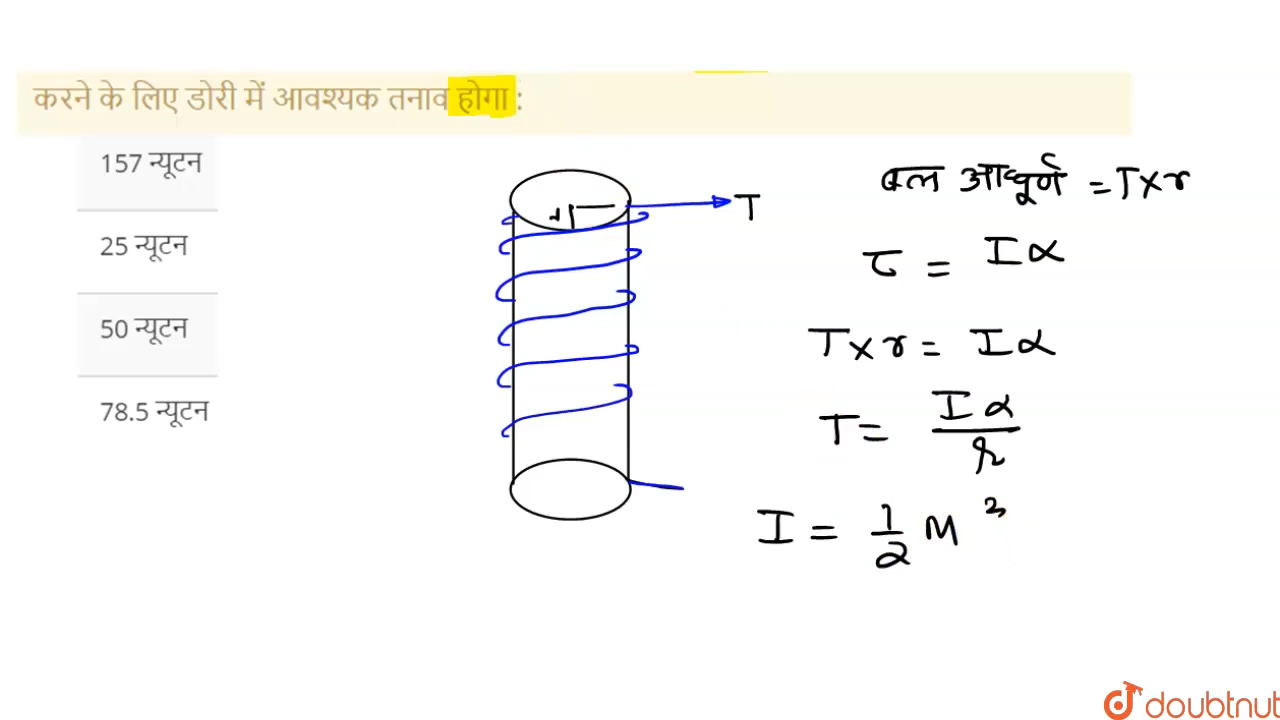 करने के लिए डोरी में आवश्यक तनाव होगा :
157 न्यूटन
25 न्यूटन
50 न्यूटन
78.5 न्यूटन
r
T
बल आघूर्ण = T×r
τ = Iα
T×r = Iα
T = Iα/r
I = 1/2 M
doubtnut